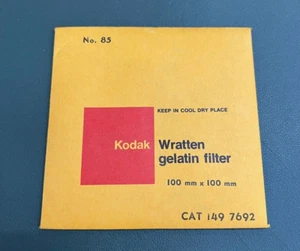 No. 85
KEEP IN COOL DRY PLACE
Kodak Wratten
gelatin filter
100 mm x 100 mm
CAT 149 7692